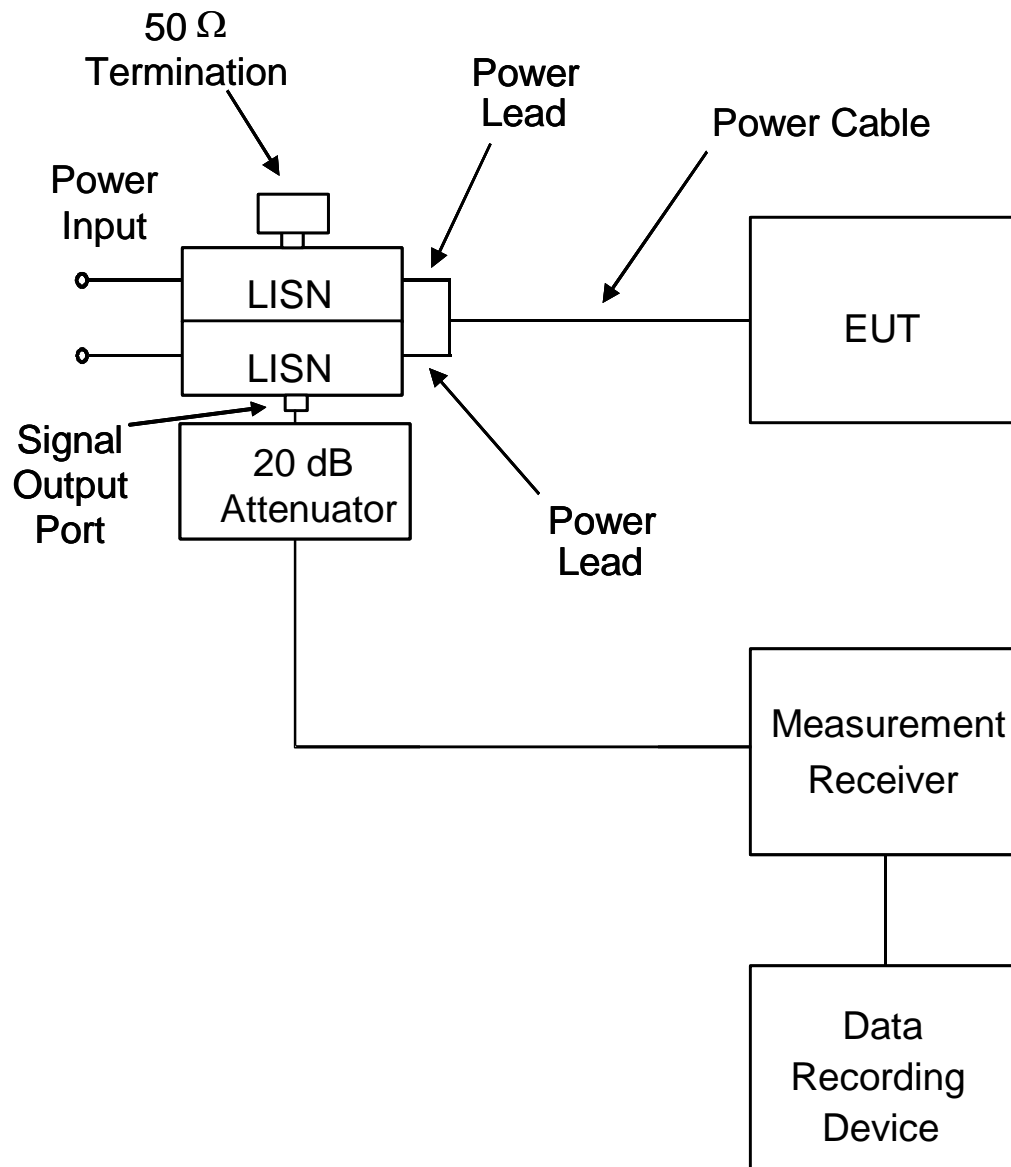 50 Ω
Termination
Power
Lead
Power Cable
Power
Input
LISN
LISN
EUT
Signal
Output
Port
20 dB
Attenuator
Power
Lead
Measurement
Receiver
Data
Recording
Device